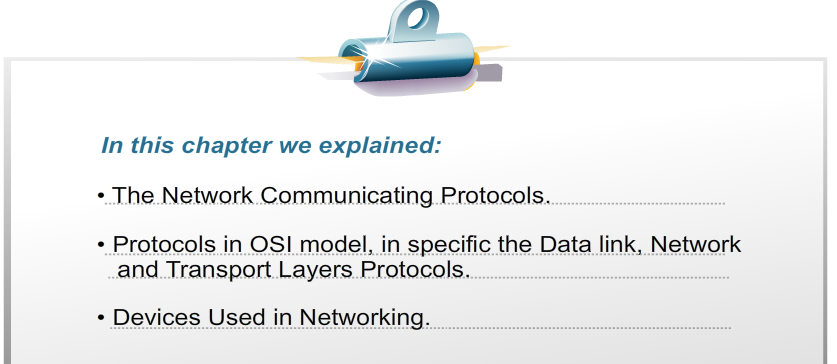 In this chapter we explained:
• The Network Communicating Protocols.
• Protocols in OSI model, in specific the Data link, Network
and Transport Layers Protocols.
• Devices Used in Networking.